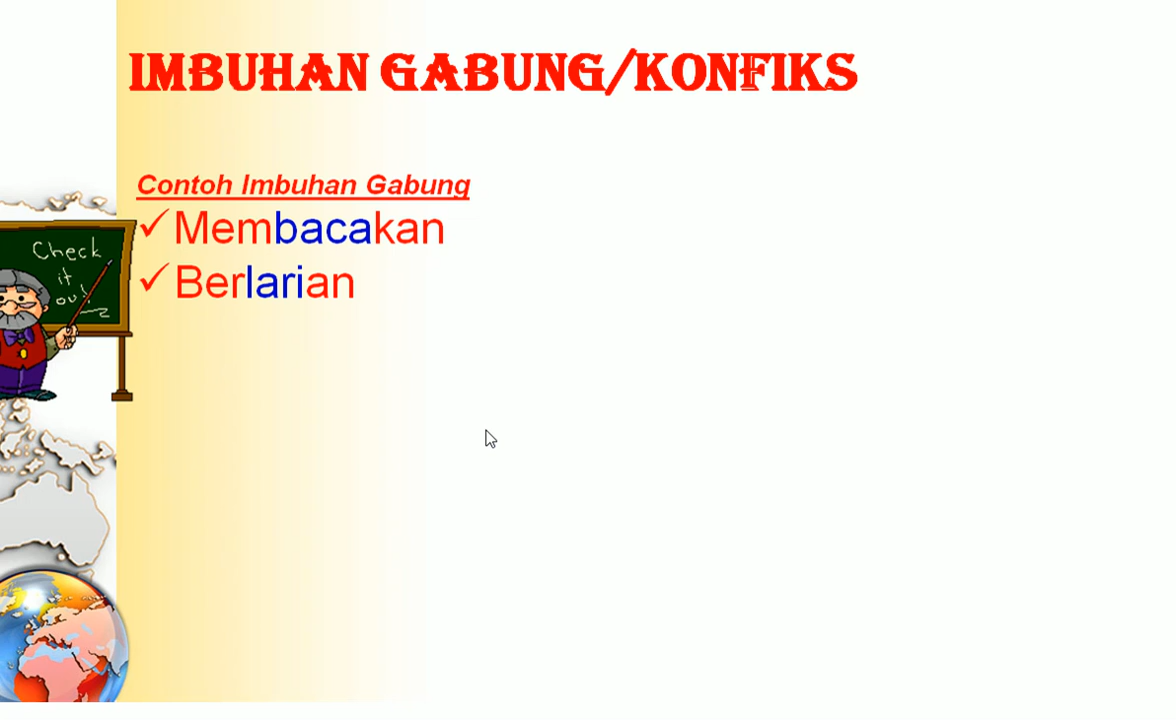 IMBUHAN GABUNG/KONFIKS
Contoh Imbuhan Gabung
✓Membacakan
✓Berlarian
Check
it
out!